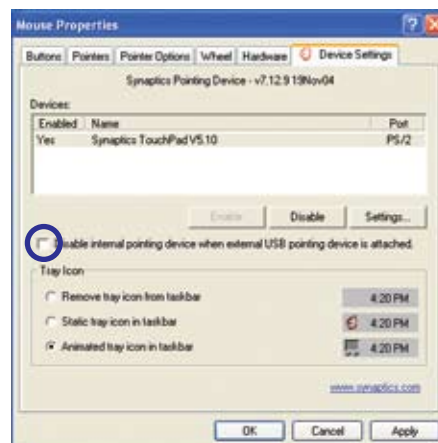 Mouse Properties
Buttons Pointers Pointer Options Wheel Hardware Device Settings
Synaptics Pointing Device - v7.12.9 19Nov04
Devices:
Enabled Name Port
Yes Synaptics TouchPad V5.10 PS/2
Enable Disable Settings...
Disable internal pointing device when external USB pointing device is attached.
Tray Icon
Remove tray icon from taskbar 4:20 PM
Static tray icon in taskbar 4:20 PM
Animated tray icon in taskbar 4:20 PM
www.synaptics.com
OK Cancel Apply